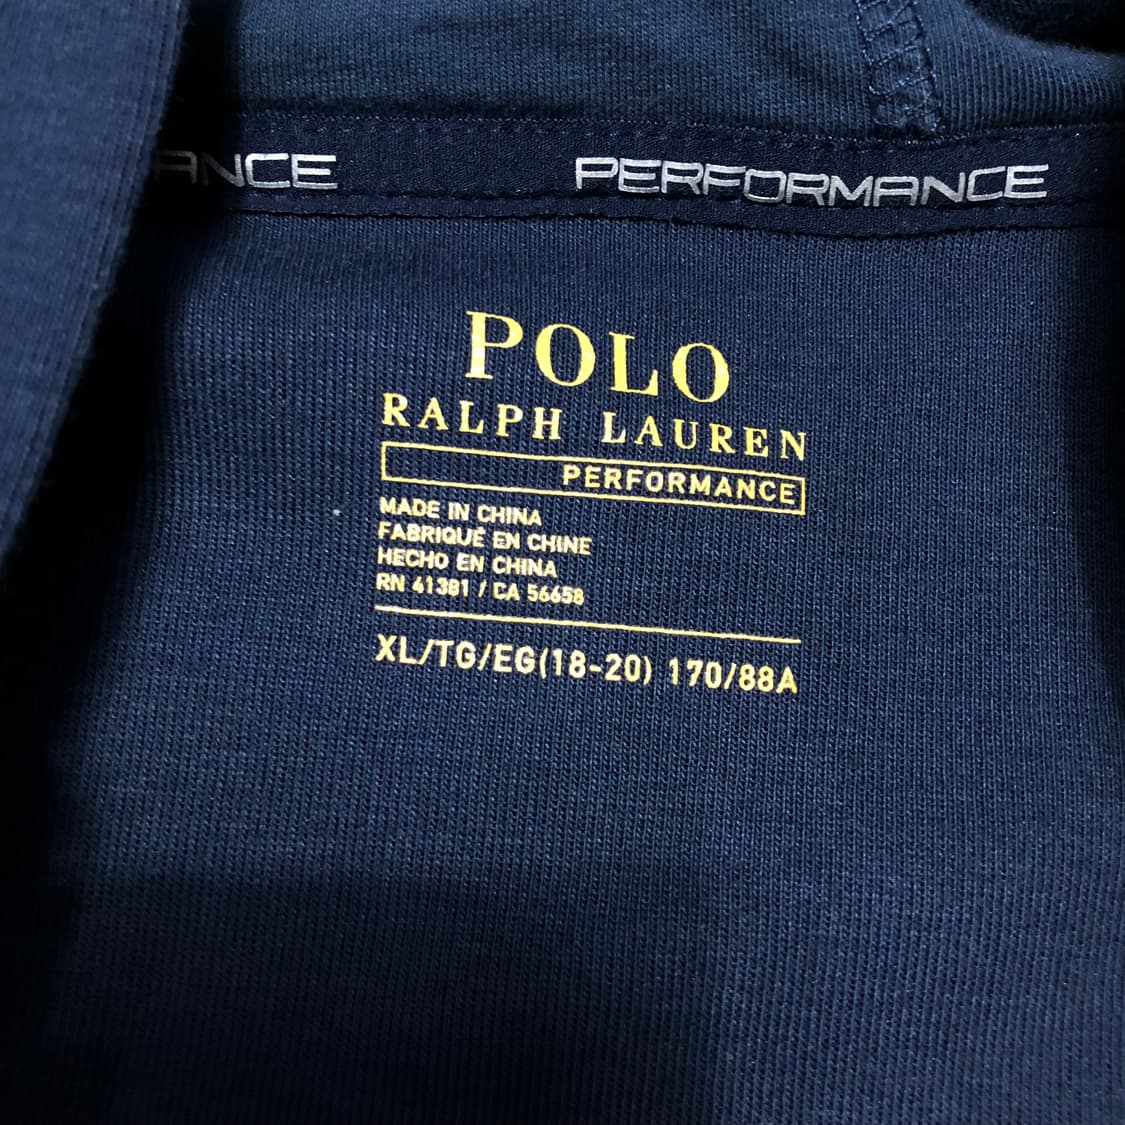 ANCE PERFORMANCE
POLO
RALPH LAUREN
PERFORMANCE
MADE IN CHINA
FABRIQUÉ EN CHINE
HECHO EN CHINA
RN 41381 / CA 56658
XL/TG/EG(18-20) 170/88A